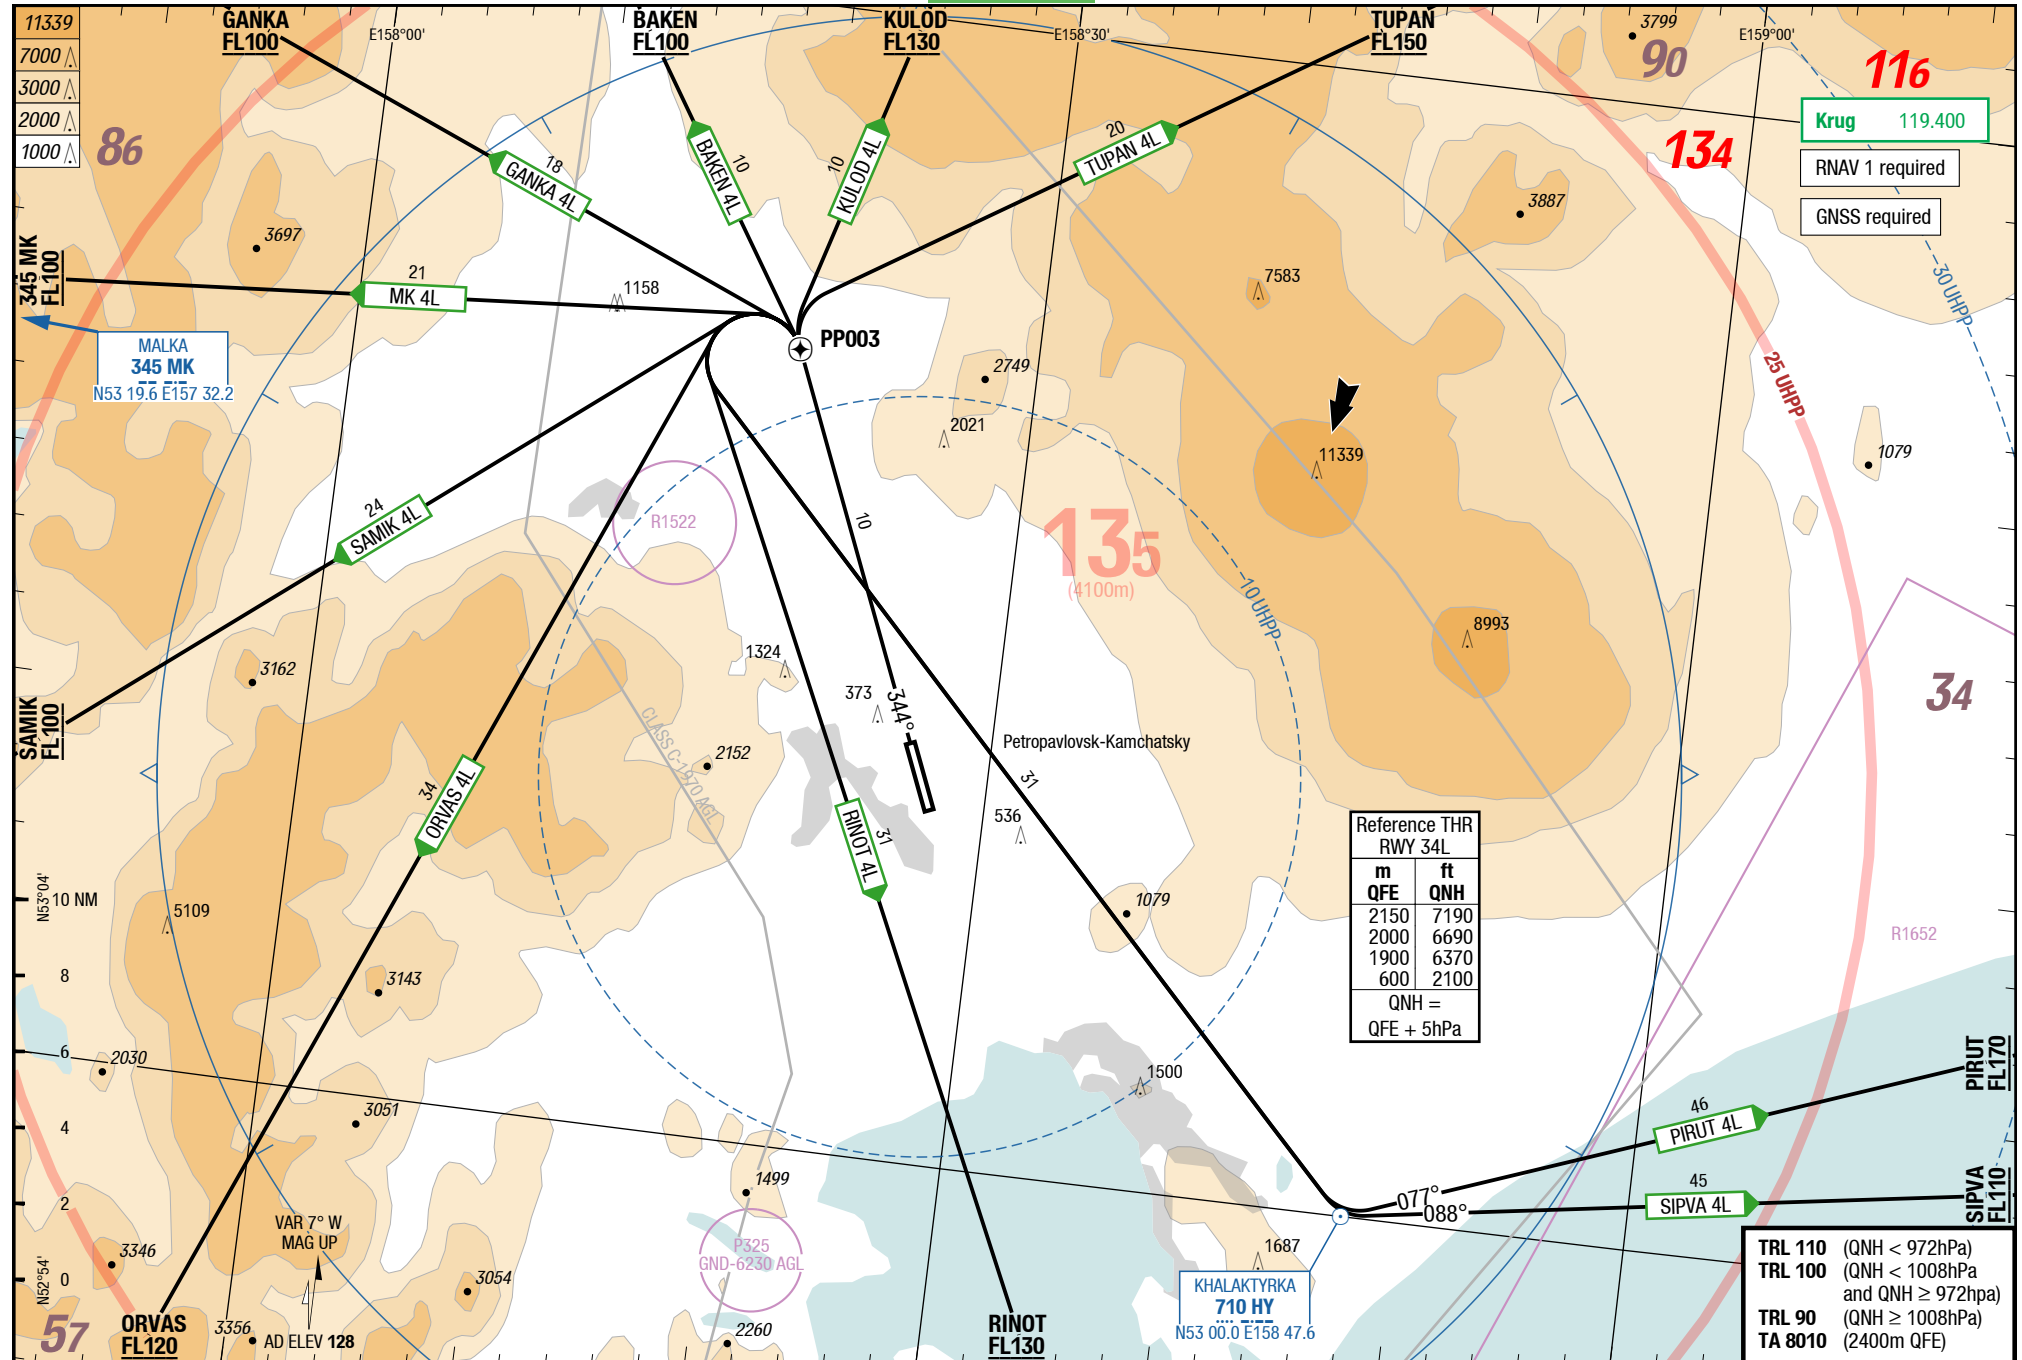 11339
7000
3000
2000
1000
GANKA
FL100
E158°00'
BAKEN
FL100
KULOD
FL130
E158°30'
TUPAN
FL150
3799
90
E159°00'
116
Krug 119.400
134
RNAV 1 required
GNSS required
86
18
GANKA 4L
10
BAKEN 4L
10
KULOD 4L
20
TUPAN 4L
3887
3697
345 MK
FL100
21
MK 4L
1158
7583
30 UHPP
MALKA
345 MK
N53 19.6 E157 32.2
PP003
2749
2021
25 UHPP
11339
1079
24
SAMIK 4L
R1522
10
135
(4100m)
10 UHPP
8993
3162
1324
373
344°
34
SAMIK
FL100
CLASS C-1970 AGL
2152
Petropavlovsk-Kamchatsky
31
34
ORVAS 4L
RINOT 4L
31
536
Reference THR
RWY 34L
m ft
QFE QNH
2150 7190
2000 6690
1900 6370
600 2100
QNH =
QFE + 5hPa
N53°04'
10 NM
5109
1079
R1652
8
3143
6
2030
1500
PIRUT
FL170
3051
4
46
PIRUT 4L
1499
2
077°
088°
45
SIPVA 4L
SIPVA
FL110
VAR 7° W
MAG UP
P325
GND-6230 AGL
1687
3346
3054
N52°54'
0
KHALAKTYRKA
710 HY
N53 00.0 E158 47.6
TRL 110 (QNH < 972hPa)
TRL 100 (QNH < 1008hPa
and QNH ≥ 972hpa)
TRL 90 (QNH ≥ 1008hPa)
TA 8010 (2400m QFE)
57
ORVAS
FL120
3356
AD ELEV 128
2260
RINOT
FL130